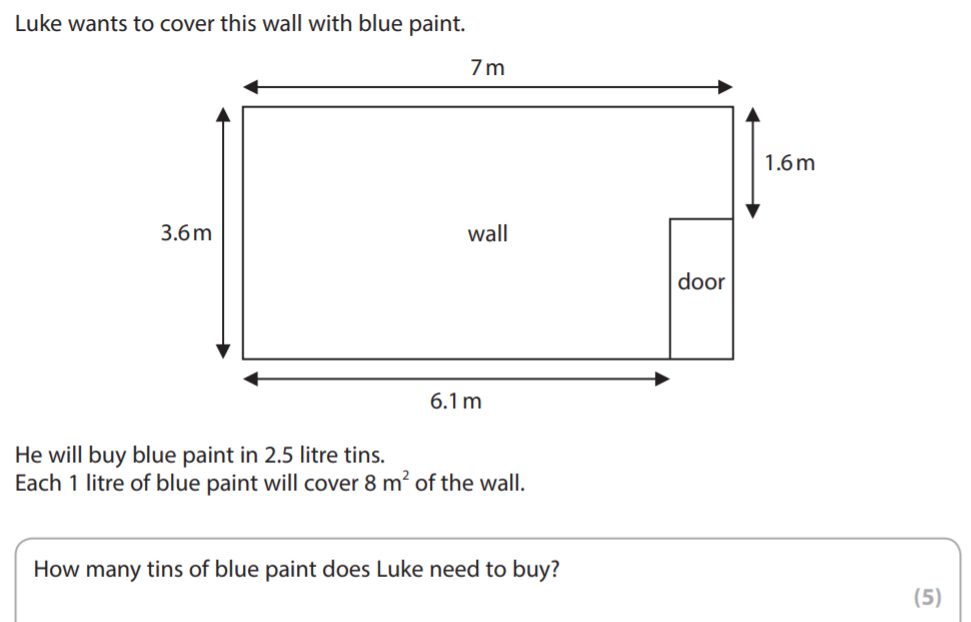 Luke wants to cover this wall with blue paint.
7 m
1.6 m
3.6 m
wall
door
6.1 m
He will buy blue paint in 2.5 litre tins.
Each 1 litre of blue paint will cover 8 m² of the wall.
How many tins of blue paint does Luke need to buy?
(5)